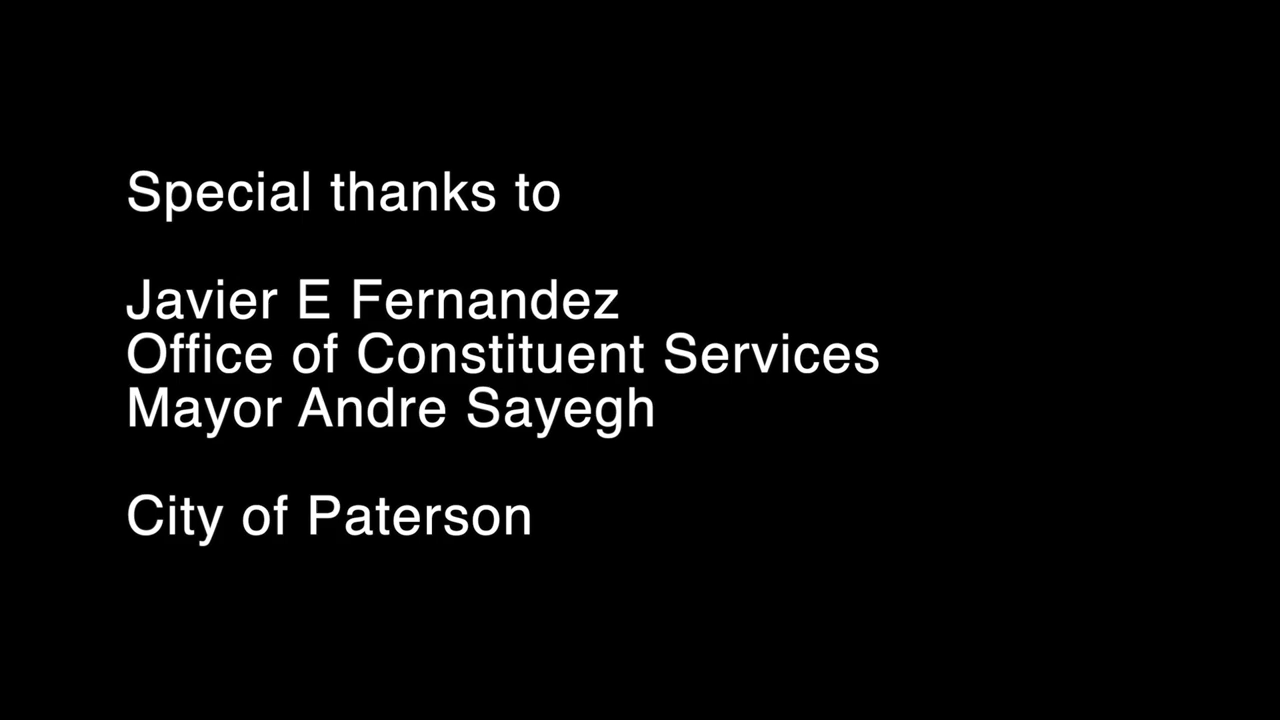 Special thanks to
Javier E Fernandez
Office of Constituent Services
Mayor Andre Sayegh
City of Paterson